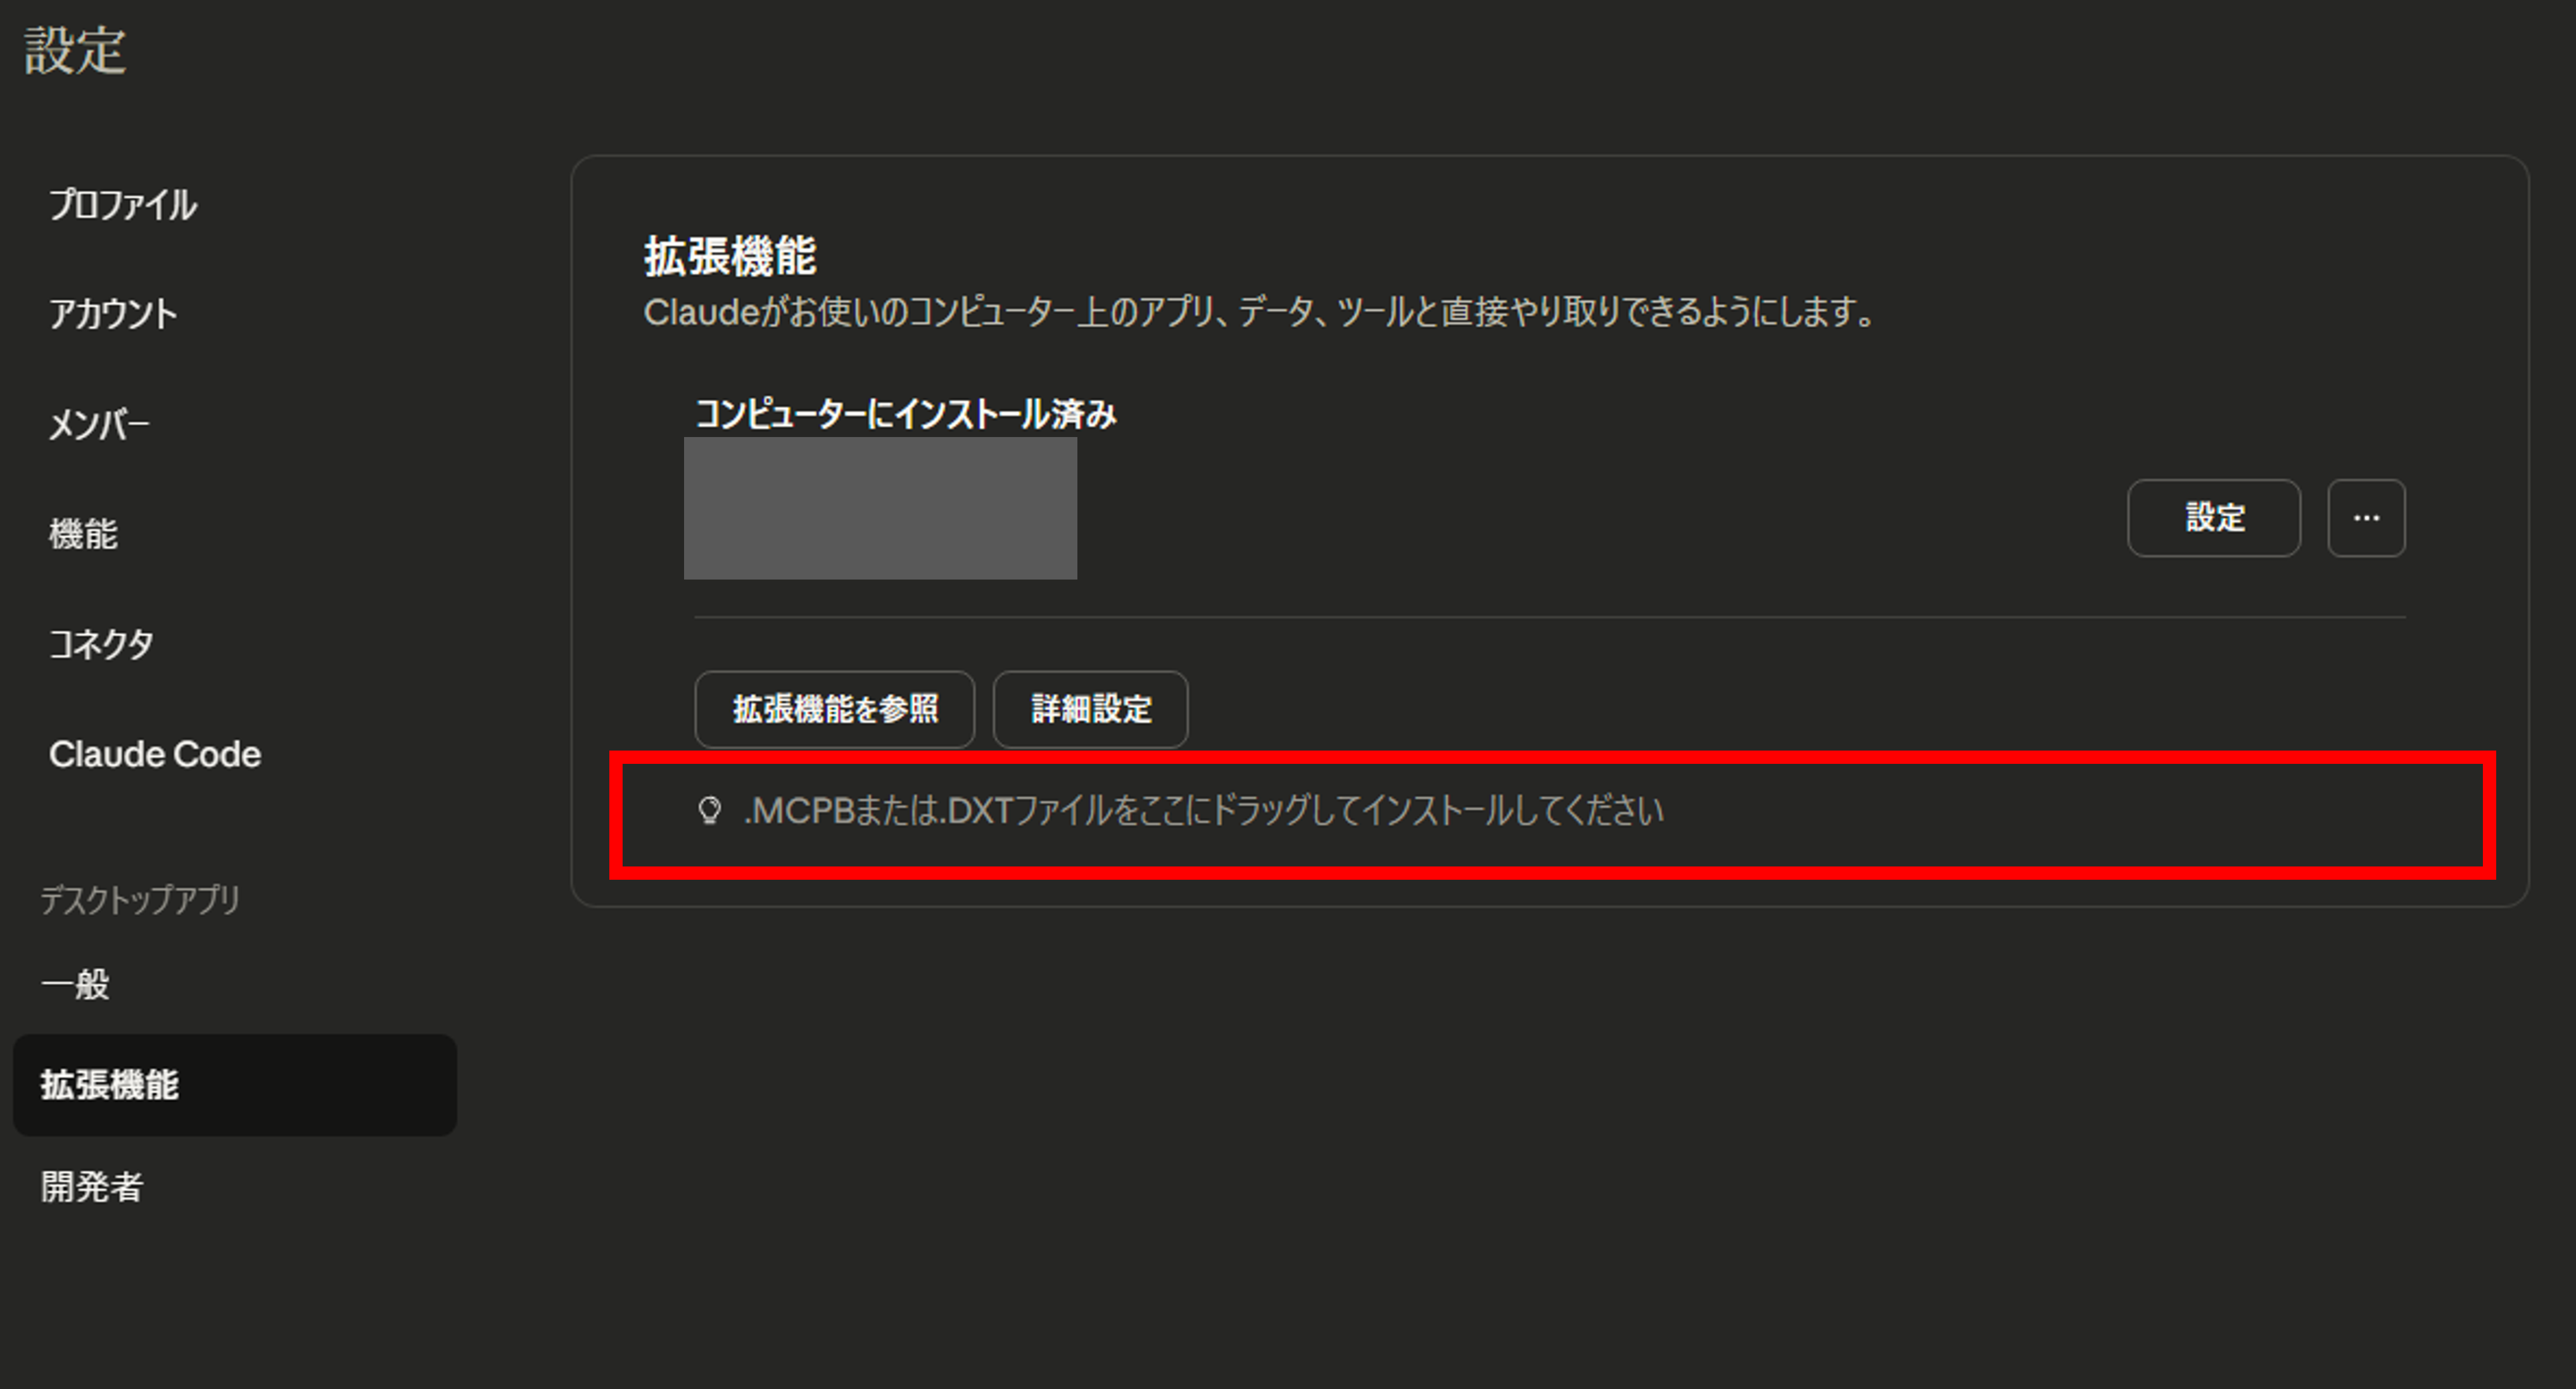 設定
プロファイル
アカウント
メンバー
機能
コネクタ
Claude Code
デスクトップアプリ
一般
拡張機能
開発者
拡張機能
Claudeがお使いのコンピューター上のアプリ、データ、ツールと直接やり取りできるようにします。
コンピューターにインストール済み
設定
...
拡張機能を参照
詳細設定
.MCPBまたは.DXTファイルをここにドラッグしてインストールしてください